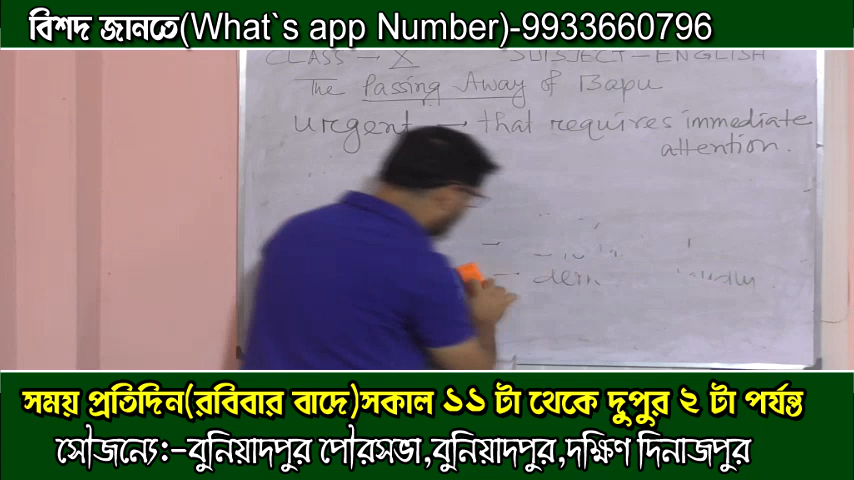 বিশদ জানতে(What`s app Number)-9933660796
CLASS - X SUBJECT - ENGLISH
The Passing Away of Bapu
urgent - that requires immediate
attention.
সময় প্রতিদিন(রবিবার বাদে)সকাল ১১ টা থেকে দুপুর ২ টা পর্যন্ত
সৌজন্যে:-বুনিয়াদপুর পৌরসভা,বুনিয়াদপুর,দক্ষিণ দিনাজপুর